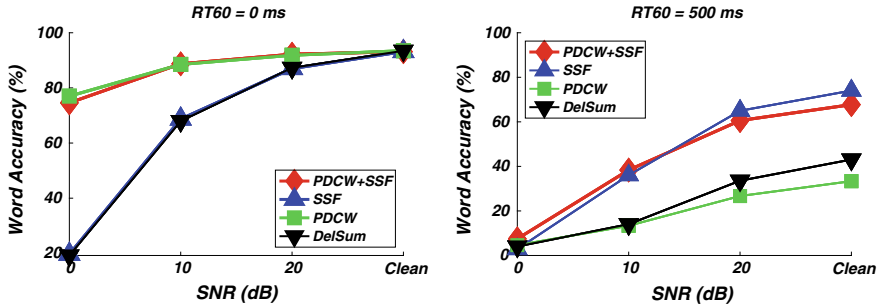 RT60 = 0 ms
Word Accuracy (%)
100
80
60
40
20
PDCW+SSF
SSF
PDCW
DelSum
0
10
20
Clean
SNR (dB)
RT60 = 500 ms
Word Accuracy (%)
100
80
60
40
20
0
PDCW+SSF
SSF
PDCW
DelSum
0
10
20
Clean
SNR (dB)